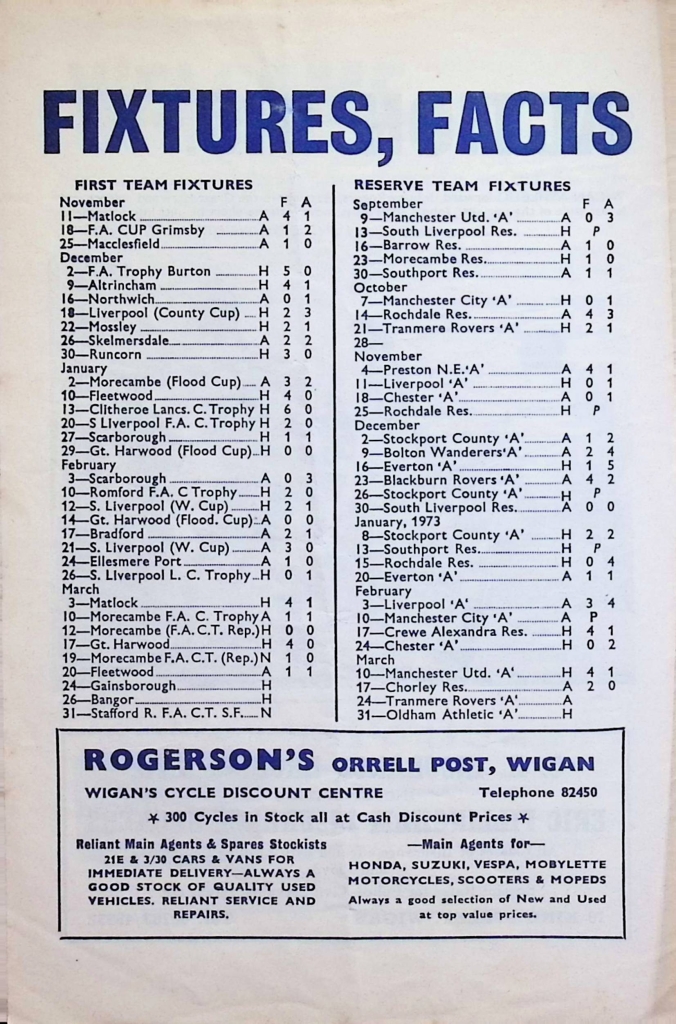 FIXTURES, FACTS
FIRST TEAM FIXTURES
November F A
11—Matlock A 4 1
18—F.A. CUP Grimsby A 1 2
25—Macclesfield A 1 0
December
2—F.A. Trophy Burton H 5 0
9—Altrincham H 4 1
16—Northwich A 0 1
18—Liverpool (County Cup) H 2 3
22—Mossley H 2 1
26—Skelmersdale A 2 2
30—Runcorn H 3 0
January
2—Morecambe (Flood Cup) A 3 2
10—Fleetwood H 4 0
13—Clitheroe Lancs. C. Trophy H 6 0
20—S Liverpool F.A. C. Trophy H 2 0
27—Scarborough H 1 1
29—Gt. Harwood (Flood Cup) H 0 0
February
3—Scarborough A 0 3
10—Romford F.A. C Trophy H 2 0
12—S. Liverpool (W. Cup) H 2 1
14—Gt. Harwood (Flood. Cup) A 0 0
17—Bradford A 2 1
21—S. Liverpool (W. Cup) A 3 0
24—Ellesmere Port A 1 0
26—S. Liverpool L. C. Trophy H 0 1
March
3—Matlock H 4 1
10—Morecambe F.A. C. Trophy A 1 1
12—Morecambe (F.A.C.T. Rep.) H 0 0
17—Gt. Harwood H 4 0
19—Morecambe F.A.C.T. (Rep.) N 1 0
20—Fleetwood A 1 1
24—Gainsborough H
26—Bangor H
31—Stafford R. F.A. C.T. S.F. N
RESERVE TEAM FIXTURES
September F A
9—Manchester Utd. 'A' A 0 3
13—South Liverpool Res. H P
16—Barrow Res. A 1 0
23—Morecambe Res. H 1 0
30—Southport Res. A 1 1
October
7—Manchester City 'A' H 0 1
14—Rochdale Res. A 4 3
21—Tranmere Rovers 'A' H 2 1
28—
November
4—Preston N.E.'A' A 4 1
11—Liverpool 'A' H 0 1
18—Chester 'A' A 0 1
25—Rochdale Res. H P
December
2—Stockport County 'A' A 1 2
9—Bolton Wanderers'A' A 2 4
16—Everton 'A' H 1 5
23—Blackburn Rovers 'A' A 4 2
26—Stockport County 'A' H P
30—South Liverpool Res. A 0 0
January, 1973
8—Stockport County 'A' H 2 2
13—Southport Res. H P
15—Rochdale Res. H 0 4
20—Everton 'A' A 1 1
February
3—Liverpool 'A' A 3 4
10—Manchester City 'A' A P
17—Crewe Alexandra Res. H 4 1
24—Chester 'A' H 0 2
March
10—Manchester Utd. 'A' H 4 1
17—Chorley Res. A 2 0
24—Tranmere Rovers A
31—Oldham Athletic 'A' H
ROGERSON'S ORRELL POST, WIGAN
WIGAN'S CYCLE DISCOUNT CENTRE Telephone 82450
★ 300 Cycles in Stock all at Cash Discount Prices ★
Reliant Main Agents & Spares Stockists
21E & 3/30 CARS & VANS FOR
IMMEDIATE DELIVERY—ALWAYS A
GOOD STOCK OF QUALITY USED
VEHICLES. RELIANT SERVICE AND
REPAIRS.
—Main Agents for—
HONDA, SUZUKI, VESPA, MOBYLETTE
MOTORCYCLES, SCOOTERS & MOPEDS
Always a good selection of New and Used
at top value prices.